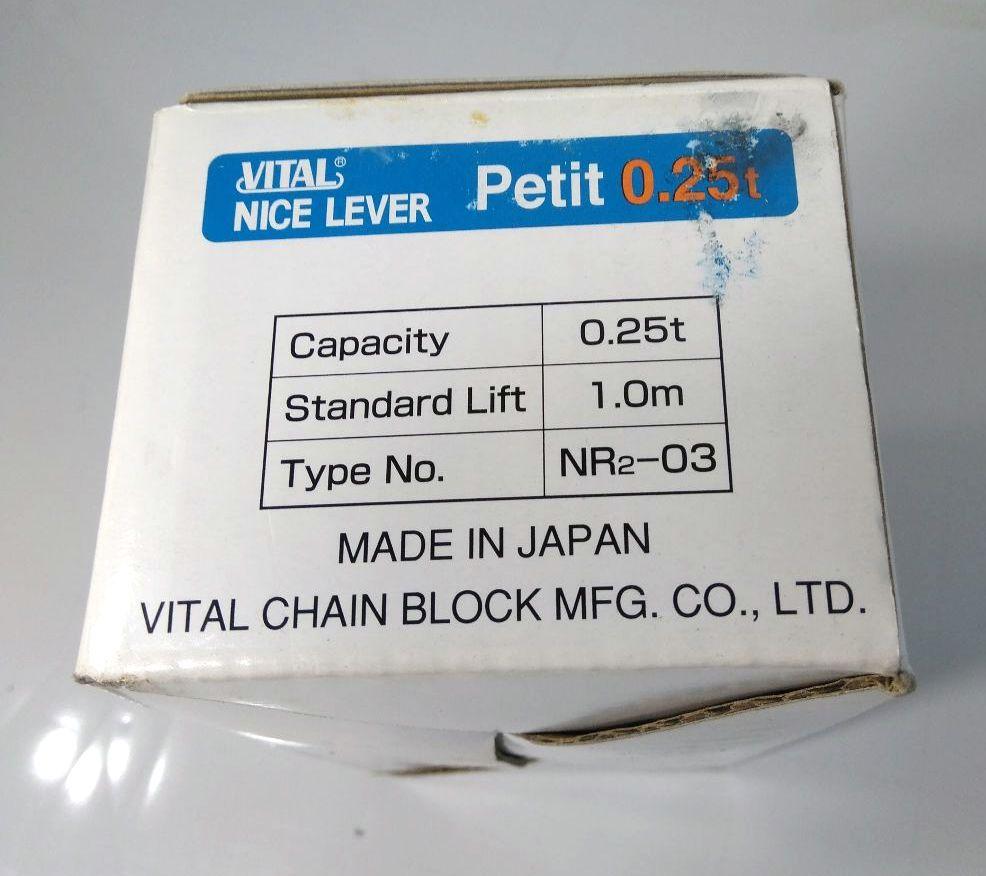 VITAL®
NICE LEVER
Petit 0.25t
Capacity 0.25t
Standard Lift 1.0m
Type No. NR2-03
MADE IN JAPAN
VITAL CHAIN BLOCK MFG. CO., LTD.